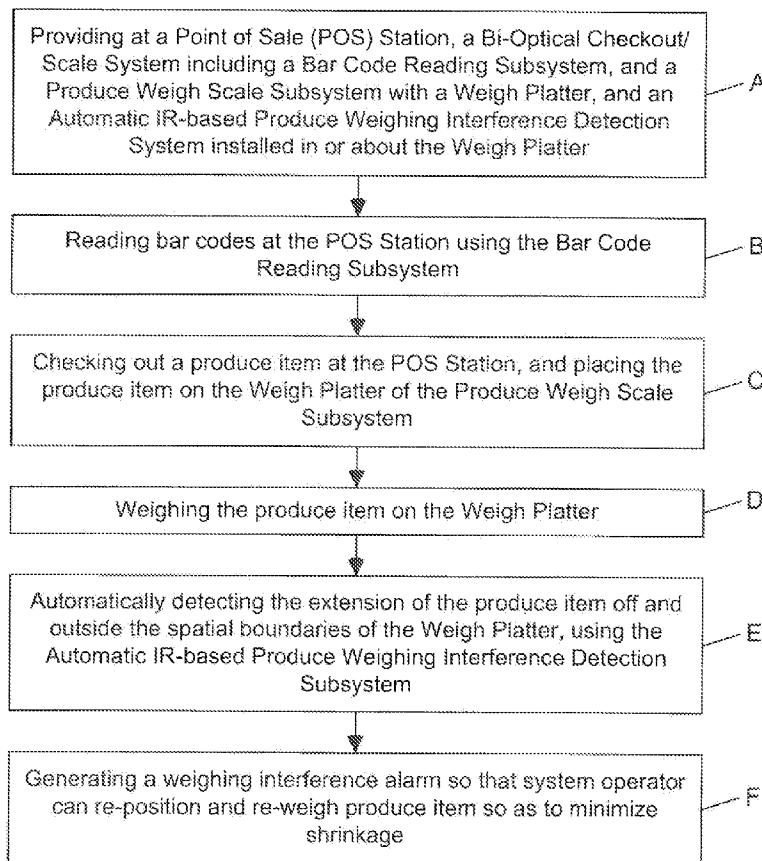 Providing at a Point of Sale (POS) Station, a Bi-Optical Checkout/
Scale System including a Bar Code Reading Subsystem, and a
Produce Weigh Scale Subsystem with a Weigh Platter, and an
Automatic IR-based Produce Weighing Interference Detection
System installed in or about the Weigh Platter
A
Reading bar codes at the POS Station using the Bar Code
Reading Subsystem
B
Checking out a produce item at the POS Station, and placing the
produce item on the Weigh Platter of the Produce Weigh Scale
Subsystem
C
Weighing the produce item on the Weigh Platter
D
Automatically detecting the extension of the produce item off and
outside the spatial boundaries of the Weigh Platter, using the
Automatic IR-based Produce Weighing Interference Detection
Subsystem
E
Generating a weighing interference alarm so that system operator
can re-position and re-weigh produce item so as to minimize
shrinkage
F